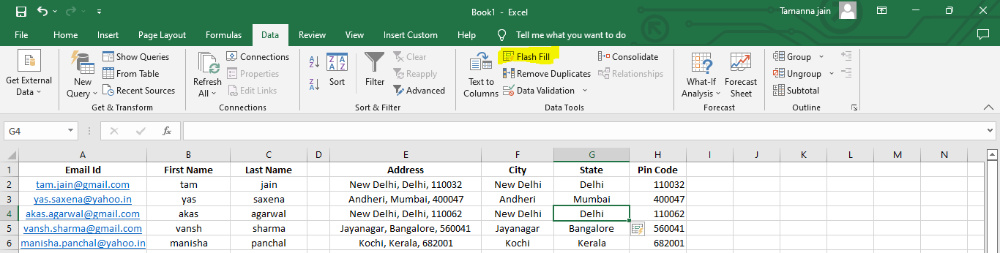 Book1 - Excel
Tamanna jain
File Home Insert Page Layout Formulas Data Review View Insert Custom Help Tell me what you want to do
Get External Data
New Query
Show Queries
From Table
Recent Sources
Get & Transform
Refresh All
Connections
Properties
Edit Links
Connections
A Z
Z A
Z A A Z
Sort
Filter
Clear
Reapply
Advanced
Sort & Filter
Text to Columns
Flash Fill
Remove Duplicates
Data Validation
Consolidate
Relationships
Data Tools
What-If Analysis
Forecast Sheet
Forecast
Group
Ungroup
Subtotal
Outline
G4 fx
A B C D E F G H I J K L M N
1 Email Id First Name Last Name Address City State Pin Code
2 tam.jain@gmail.com tam jain New Delhi, Delhi, 110032 New Delhi Delhi 110032
3 yas.saxena@yahoo.in yas saxena Andheri, Mumbai, 400047 Andheri Mumbai 400047
4 akas.agarwal@gmail.com akas agarwal New Delhi, Delhi, 110062 New Delhi Delhi 110062
5 vansh.sharma@gmail.com vansh sharma Jayanagar, Bangalore, 560041 Jayanagar Bangalore 560041
6 manisha.panchal@yahoo.in manisha panchal Kochi, Kerala, 682001 Kochi Kerala 682001